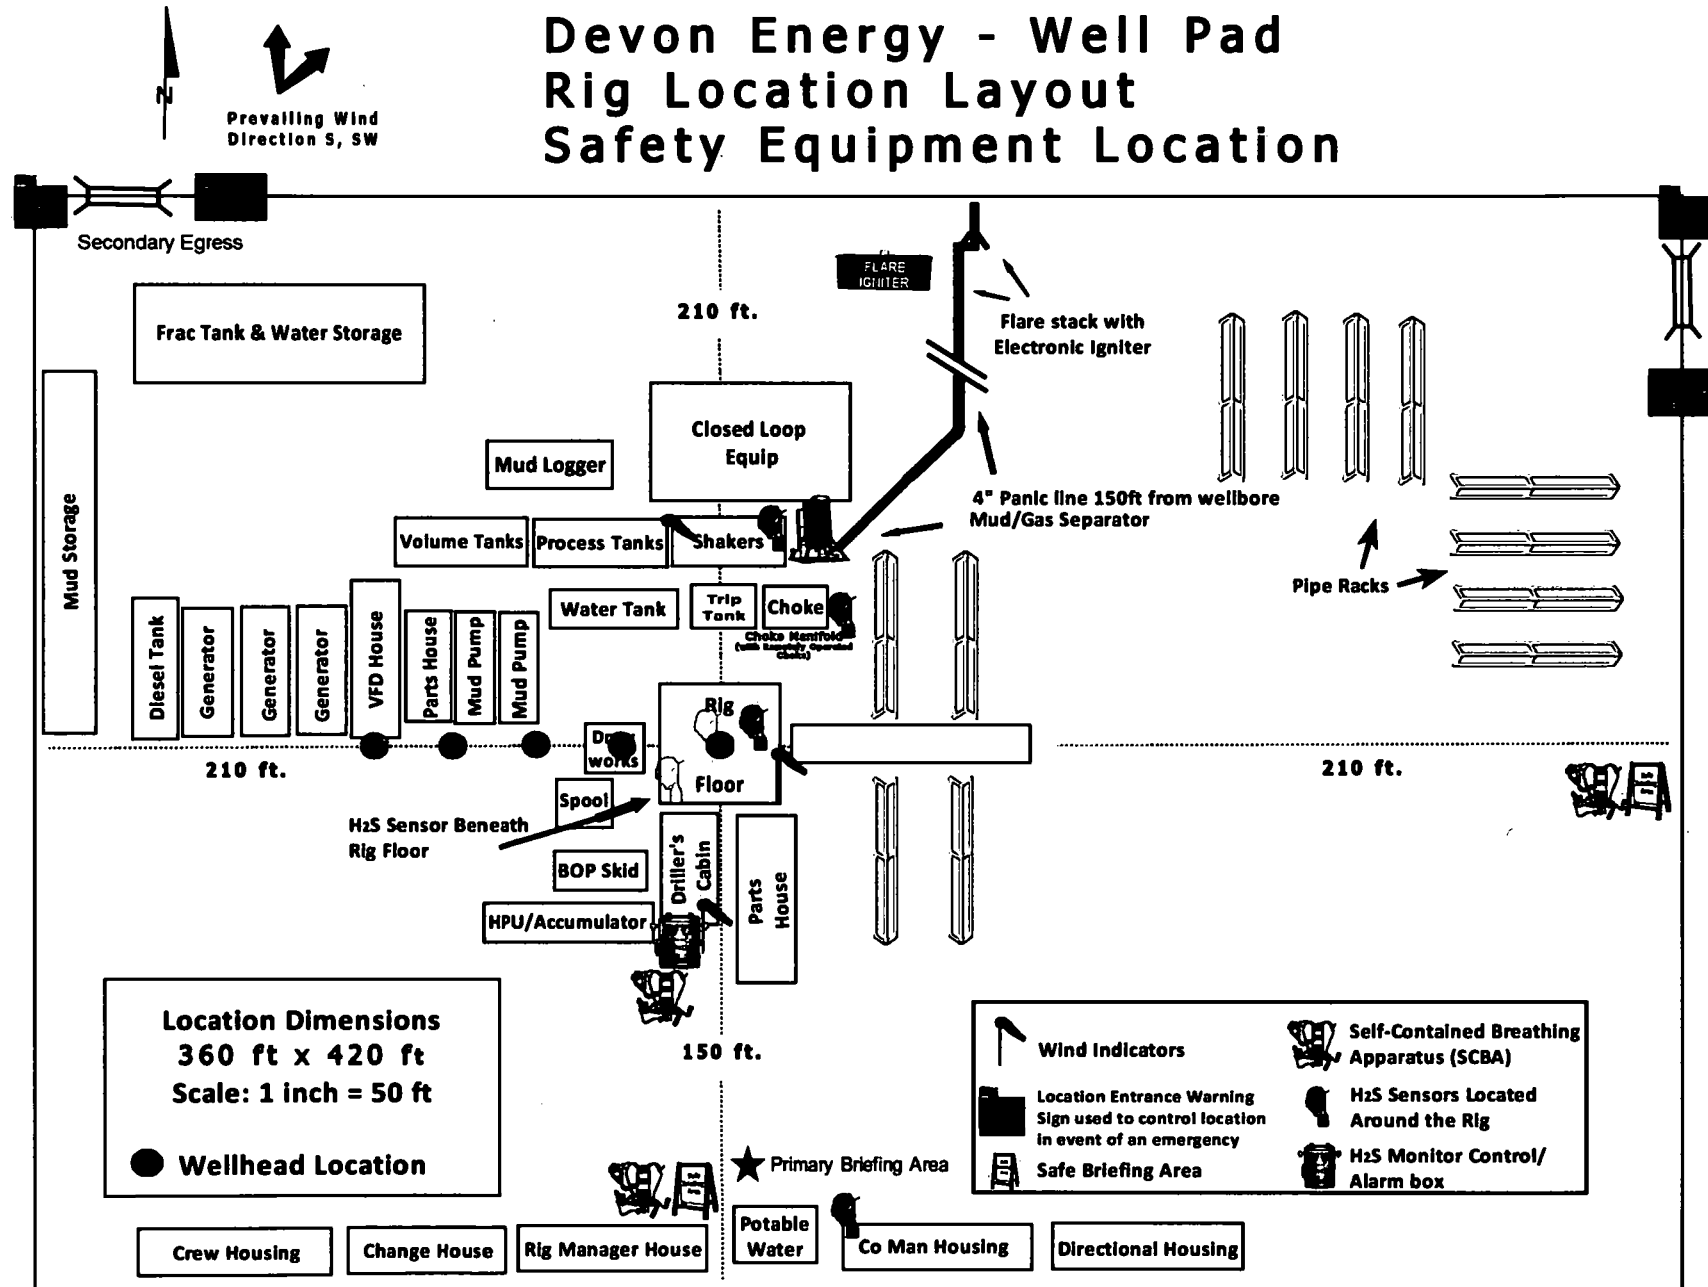 Devon Energy - Well Pad
Rig Location Layout
Safety Equipment Location
N
Prevailing Wind
Direction S, SW
Secondary Egress
FLARE
IGNITER
210 ft.
Flare stack with
Electronic Igniter
Frac Tank & Water Storage
Closed Loop
Equip
Mud Logger
4" Panic line 150ft from wellbore
Mud/Gas Separator
Mud Storage
Volume Tanks
Process Tanks
Shakers
Pipe Racks
Water Tank
Trip
Tank
Choke
Choke Manifold
(with Remotely Operated
Choke)
Diesel Tank
Generator
Generator
Generator
VFD House
Parts House
Mud Pump
Mud Pump
Rig
Floor
Draw
works
210 ft.
210 ft.
Spool
H2S Sensor Beneath
Rig Floor
BOP Skid
Driller's
Cabin
Parts
House
HPU/Accumulator
Location Dimensions
360 ft x 420 ft
Scale: 1 inch = 50 ft
Wellhead Location
150 ft.
Wind Indicators
Location Entrance Warning
Sign used to control location
in event of an emergency
Safe Briefing Area
Self-Contained Breathing
Apparatus (SCBA)
H2S Sensors Located
Around the Rig
H2S Monitor Control/
Alarm box
Primary Briefing Area
Crew Housing
Change House
Rig Manager House
Potable
Water
Co Man Housing
Directional Housing